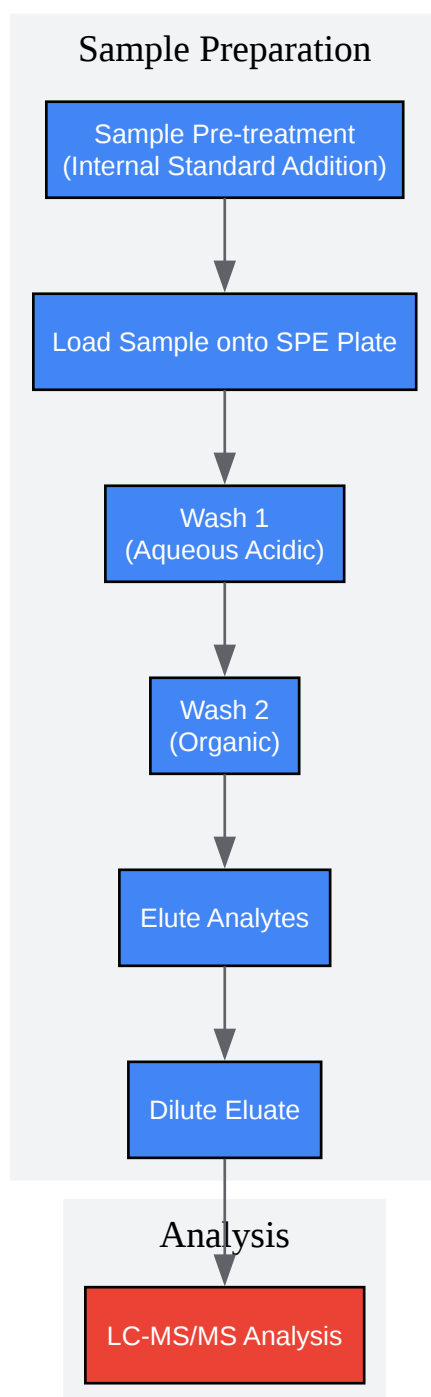 Sample Preparation
Sample Pre-treatment
(Internal Standard Addition)
Load Sample onto SPE Plate
Wash 1
(Aqueous Acidic)
Wash 2
(Organic)
Elute Analytes
Dilute Eluate
Analysis
LC-MS/MS Analysis